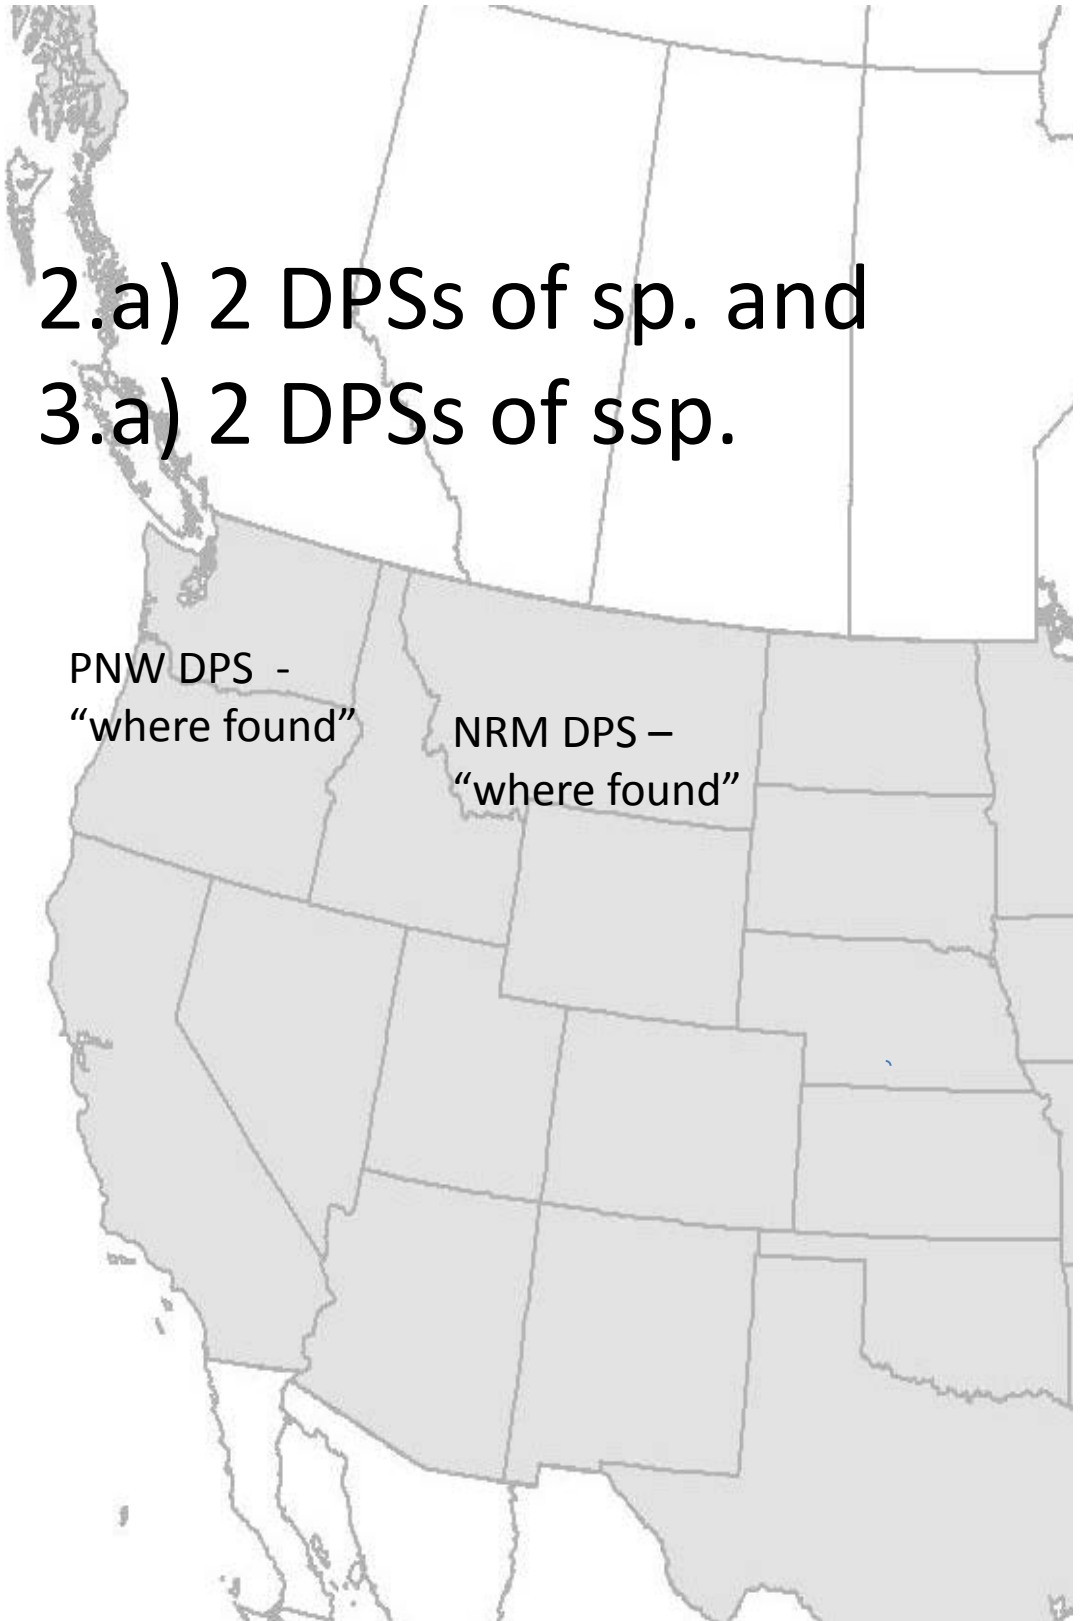 2.a) 2 DPSs of sp. and
3.a) 2 DPSs of ssp.
PNW DPS -
“where found”
NRM DPS –
“where found”